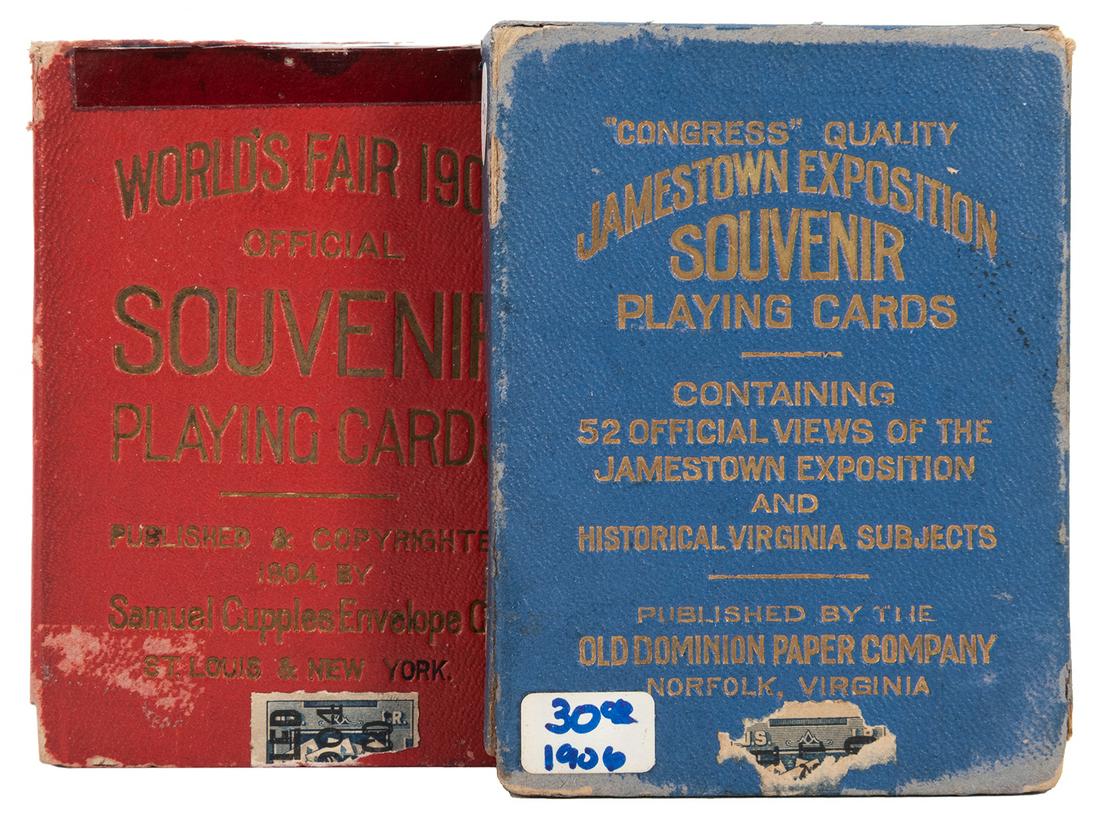 WORLD'S FAIR 190
OFFICIAL
SOUVENIR
PLAYING CARDS
PUBLISHED & COPYRIGHTE
1904, BY
Samuel Cupples Envelope C
ST. LOUIS & NEW YORK.
R.
"CONGRESS" QUALITY
JAMESTOWN EXPOSITION
SOUVENIR
PLAYING CARDS
CONTAINING
52 OFFICIAL VIEWS OF THE
JAMESTOWN EXPOSITION
AND
HISTORICAL VIRGINIA SUBJECTS
PUBLISHED BY THE
OLD DOMINION PAPER COMPANY
NORFOLK, VIRGINIA
30
1906
IS